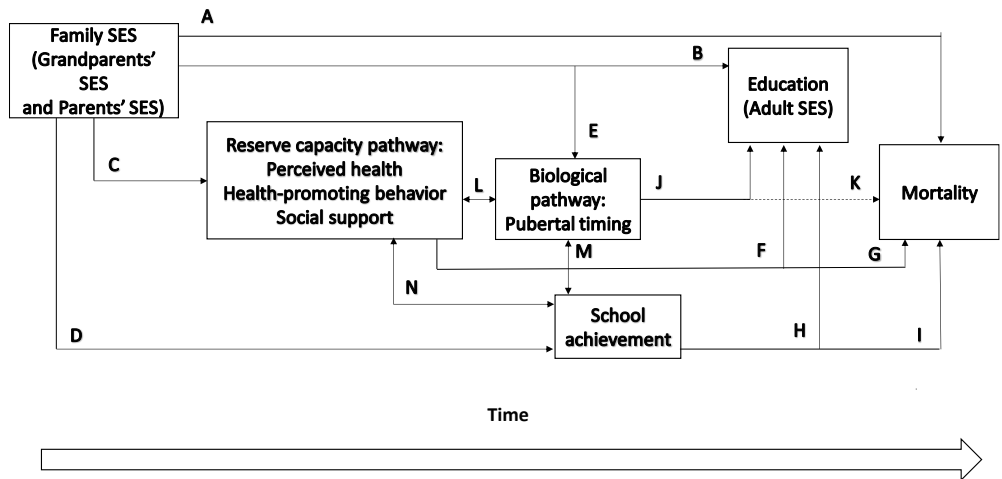 A
Family SES
(Grandparents’
SES
and Parents’ SES)
B
Education
(Adult SES)
C
Reserve capacity pathway:
Perceived health
Health-promoting behavior
Social support
E
L
Biological
pathway:
Pubertal timing
J
K
Mortality
M
F
G
N
School
achievement
D
H
I
Time